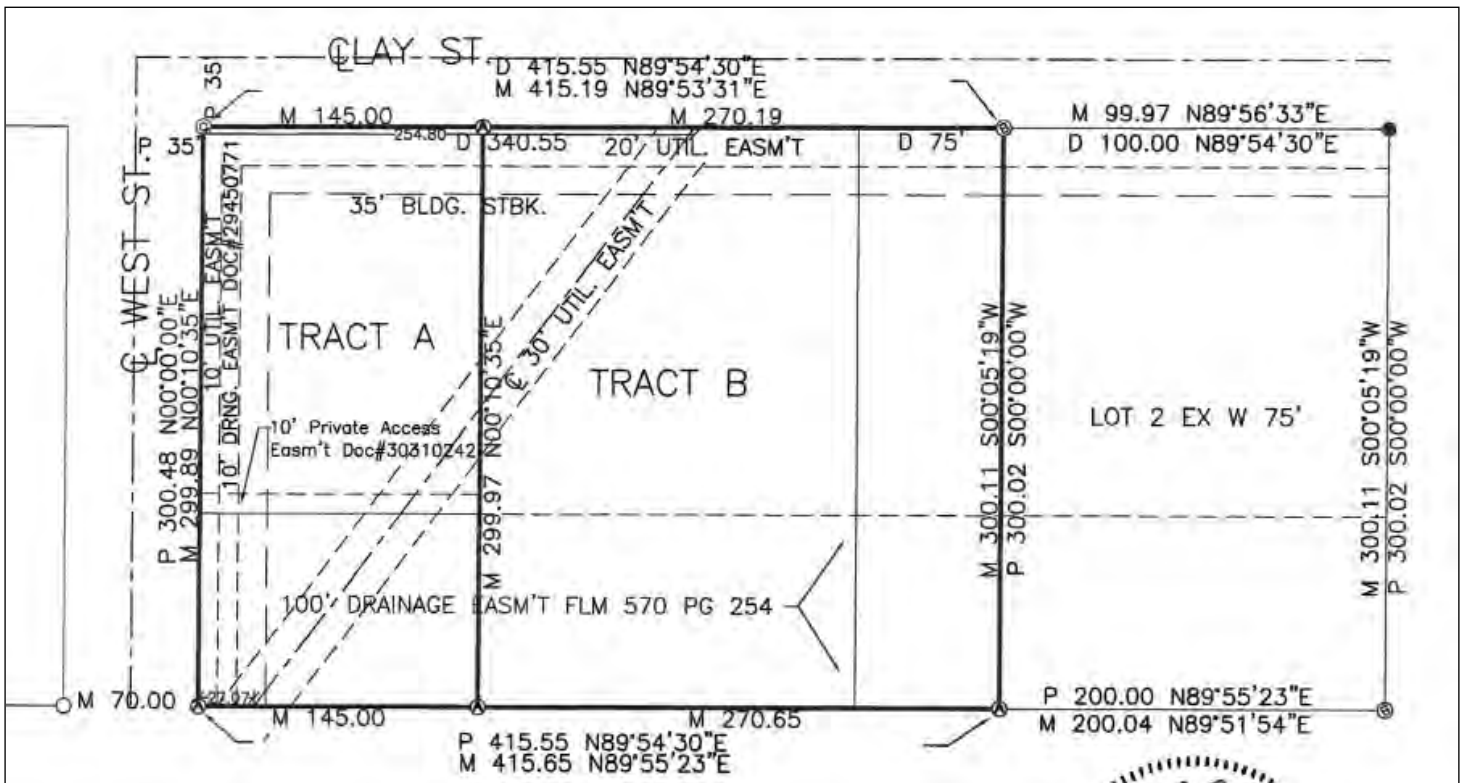 ℄ CLAY ST.
D 415.55 N89°54'30"E
M 415.19 N89°53'31"E
P 35'
M 145.00
M 270.19
M 99.97 N89°56'33"E
254.80
P 35'
D 340.55
20' UTIL. EASM'T
D 75'
D 100.00 N89°54'30"E
℄ WEST ST.
35' BLDG. STBK.
10' UTIL EASM'T
10' DRNG. EASM'T DOC#29450771
℄ 30' UTIL. EASM'T
TRACT A
TRACT B
LOT 2 EX W 75'
P 300.48 N00°00'00"E
M 299.89 N00°10'35"E
M 299.97 N00°10'35"E
M 300.11 S00°05'19"W
P 300.02 S00°00'00"W
M 300.11 S00°05'19"W
P 300.02 S00°00'00"W
10' Private Access
Easm't Doc#30310242
100' DRAINAGE EASM'T FLM 570 PG 254
M 70.00
M 145.00
M 270.65
P 200.00 N89°55'23"E
M 200.04 N89°51'54"E
P 415.55 N89°54'30"E
M 415.65 N89°55'23"E